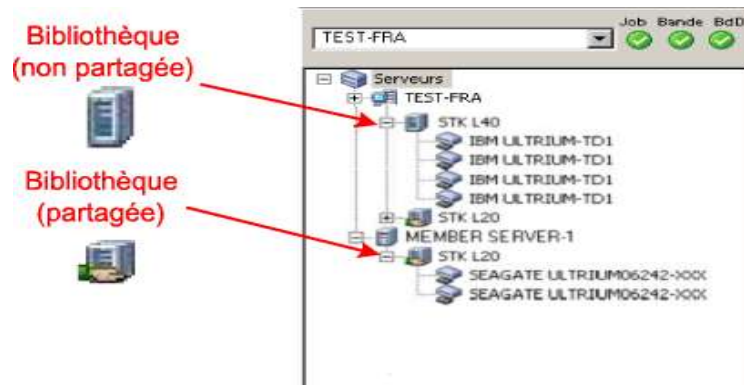 Bibliothèque
(non partagée)
Bibliothèque
(partagée)
Job Bande BdD
TEST-FRA
Serveurs
TEST-FRA
STK L40
IBM ULTRIUM-TD1
IBM ULTRIUM-TD1
IBM ULTRIUM-TD1
IBM ULTRIUM-TD1
STK L20
MEMBER SERVER-1
STK L20
SEAGATE ULTRIUM06242-XXX
SEAGATE ULTRIUM06242-XXX